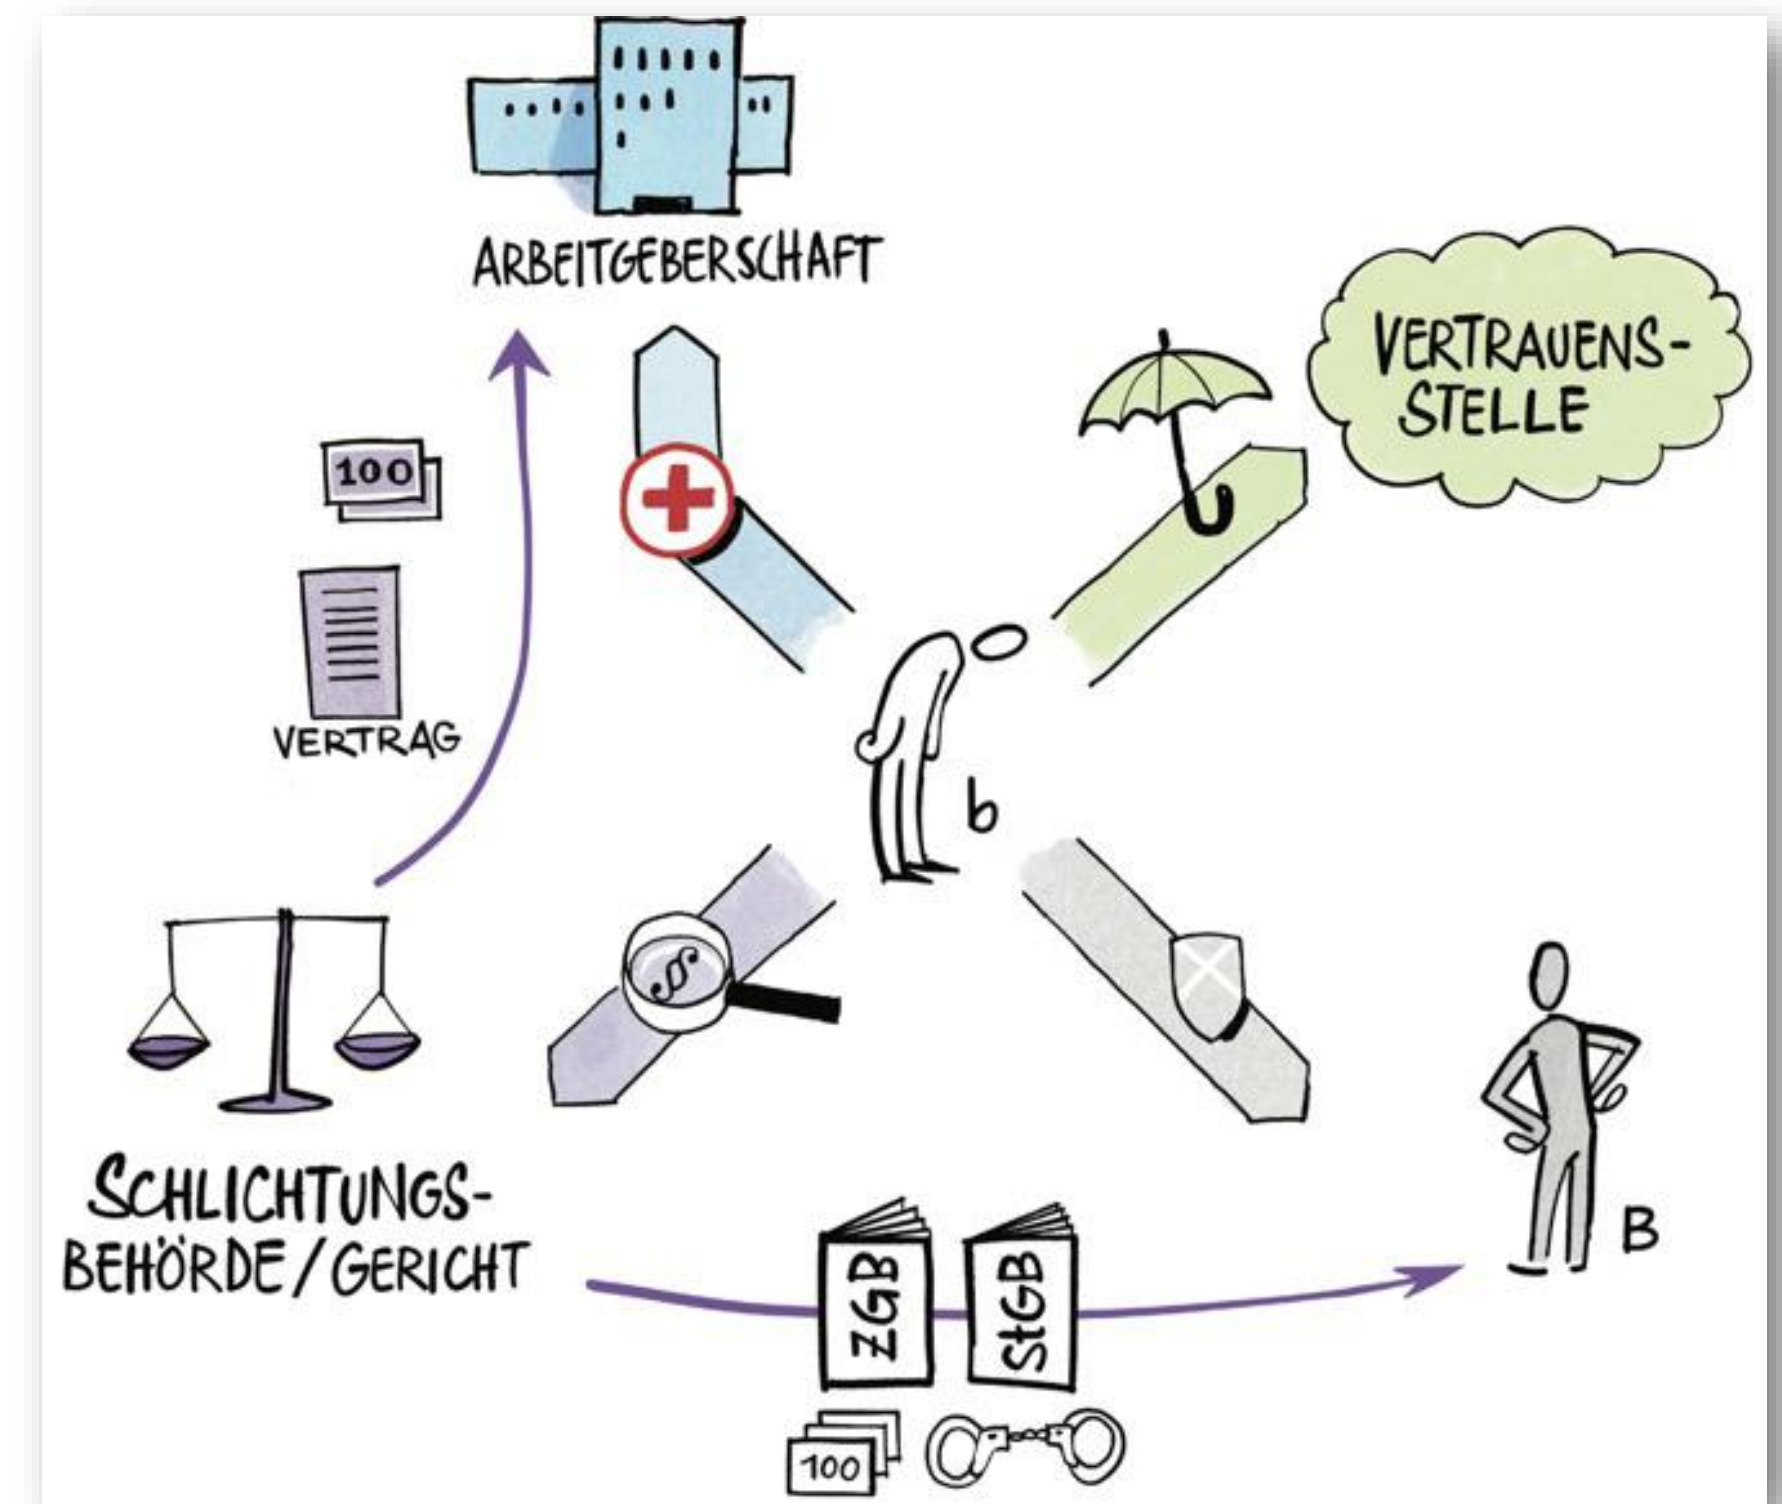 ARBEITGEBERSCHAFT
VERTRAUENS-
STELLE
100
VERTRAG
b
§
SCHLICHTUNGS-
BEHÖRDE/GERICHT
B
ZGB
StGB
100